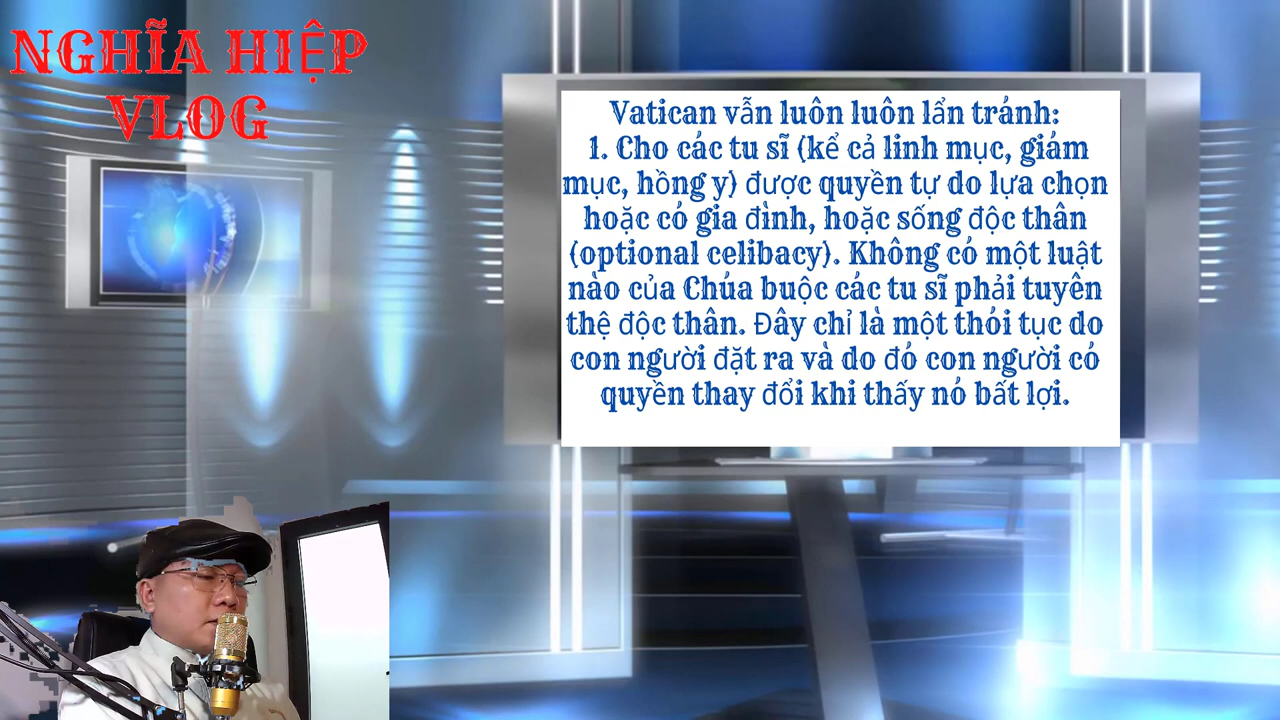 NGHĨA HIỆP
VLOG
Vatican vẫn luôn luôn lẩn tránh:
1. Cho các tu sĩ (kể cả linh mục, giám
mục, hồng y) được quyền tự do lựa chọn
hoặc có gia đình, hoặc sống độc thân
(optional celibacy). Không có một luật
nào của Chúa buộc các tu sĩ phải tuyên
thệ độc thân. Đây chỉ là một thói tục do
con người đặt ra và do đó con người có
quyền thay đổi khi thấy nó bất lợi.